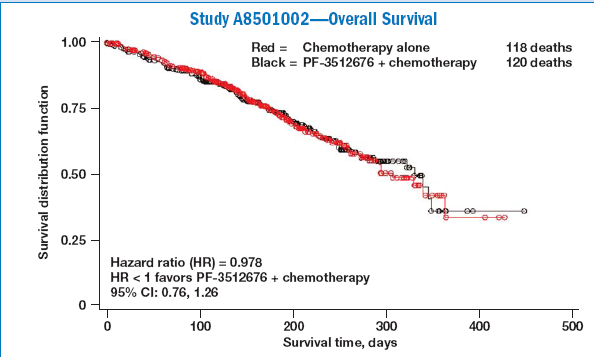 Study A8501002—Overall Survival
Red = Chemotherapy alone 118 deaths
Black = PF-3512676 + chemotherapy 120 deaths
Survival distribution function
1.00
0.75
0.50
0.25
0
Hazard ratio (HR) = 0.978
HR < 1 favors PF-3512676 + chemotherapy
95% CI: 0.76, 1.26
0 100 200 300 400 500
Survival time, days